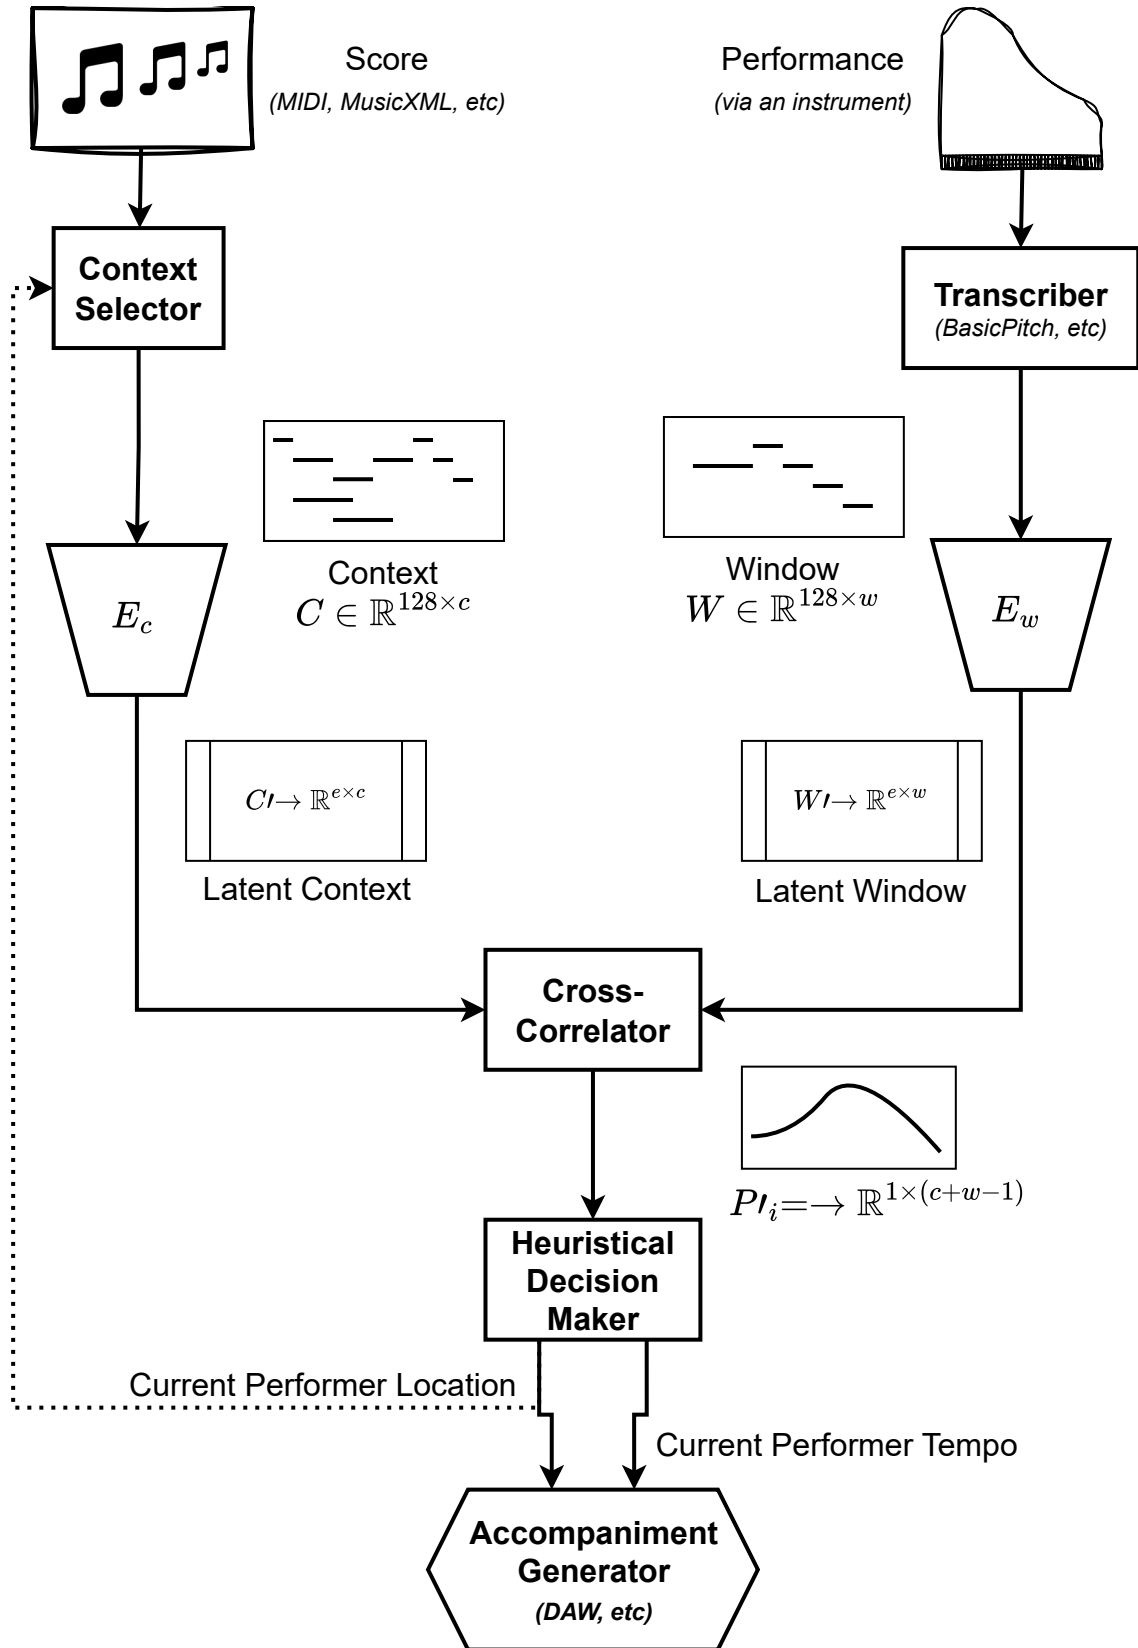 Score
(MIDI, MusicXML, etc)
Performance
(via an instrument)
Context
Selector
Transcriber
(BasicPitch, etc)
Context
C ∈ ℝ^{128×c}
Window
W ∈ ℝ^{128×w}
E_c
E_w
C′→ ℝ^{e×c}
Latent Context
W′→ ℝ^{e×w}
Latent Window
Cross-
Correlator
P′_i=→ ℝ^{1×(c+w−1)}
Heuristical
Decision
Maker
Current Performer Location
Current Performer Tempo
Accompaniment
Generator
(DAW, etc)